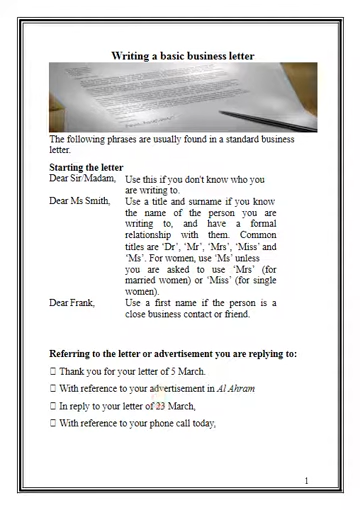 Writing a basic business letter
The following phrases are usually found in a standard business
letter.
Starting the letter
Dear Sir/Madam, Use this if you don't know who you
are writing to.
Dear Ms Smith, Use a title and surname if you know
the name of the person you are
writing to, and have a formal
relationship with them. Common
titles are ‘Dr’, ‘Mr’, ‘Mrs’, ‘Miss’ and
‘Ms’. For women, use ‘Ms’ unless
you are asked to use ‘Mrs’ (for
married women) or ‘Miss’ (for single
women).
Dear Frank, Use a first name if the person is a
close business contact or friend.
Referring to the letter or advertisement you are replying to:
Thank you for your letter of 5 March.
With reference to your advertisement in Al Ahram
In reply to your letter of 23 March,
With reference to your phone call today,
1